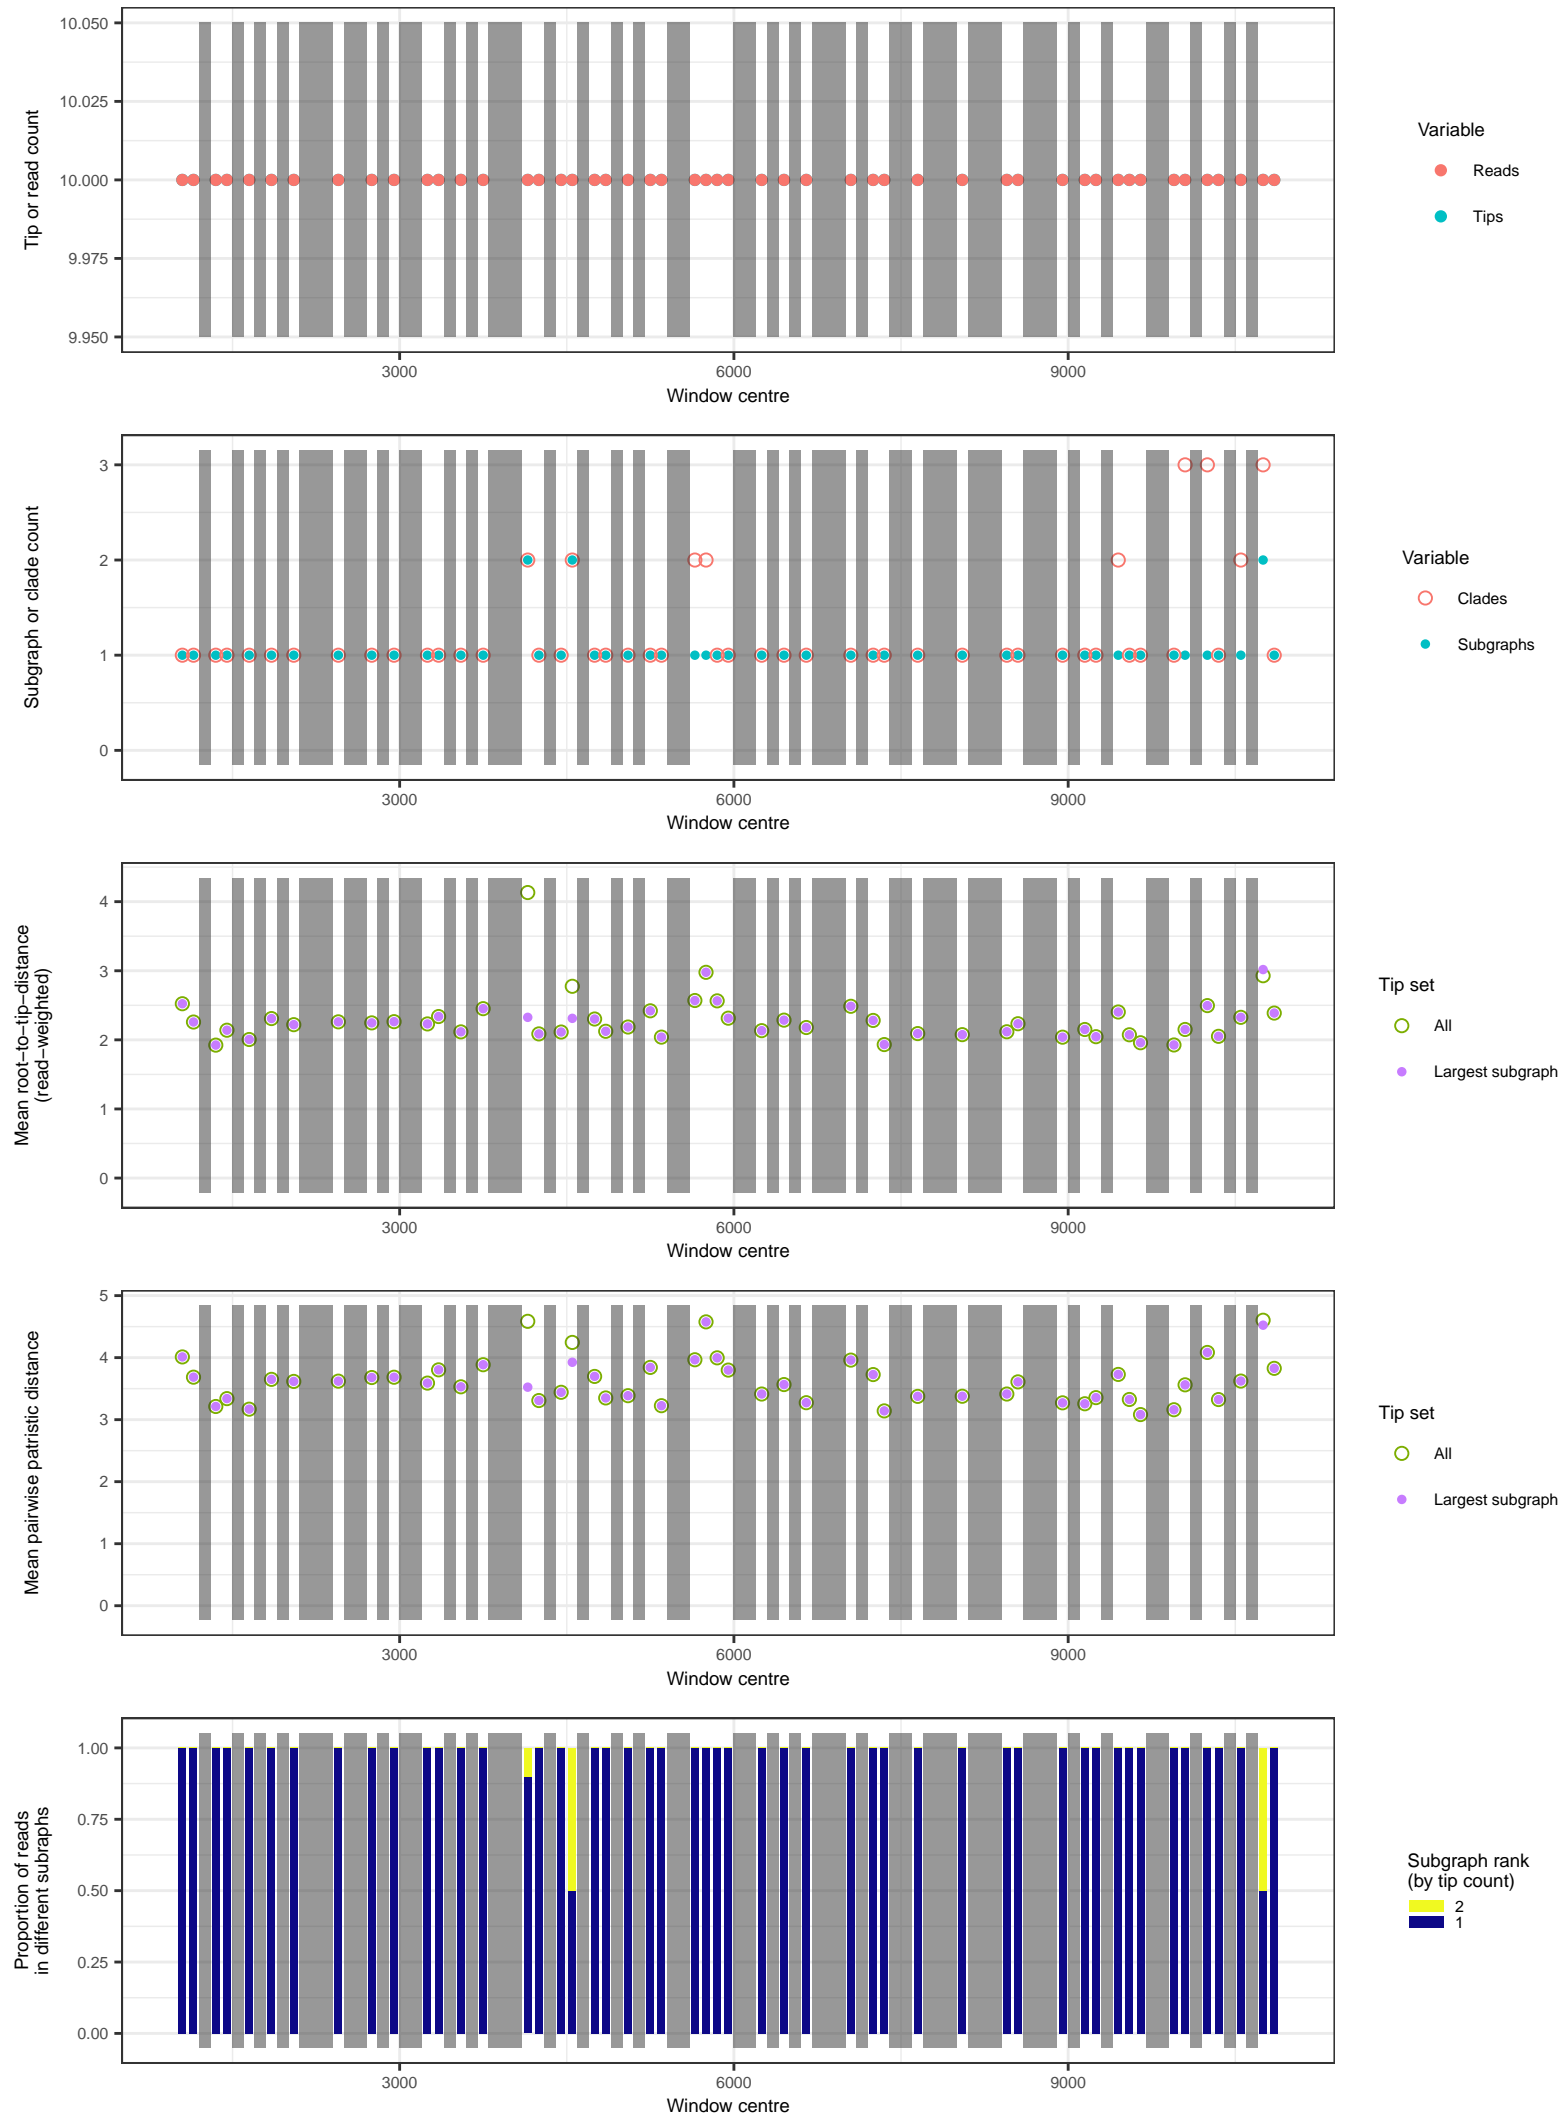 10.050
10.025
10.000
9.975
9.950
Tip or read count
3000
6000
9000
Window centre
Variable
Reads
Tips
3
2
1
0
Subgraph or clade count
3000
6000
9000
Window centre
Variable
Clades
Subgraphs
4
3
2
1
0
Mean root−to−tip−distance
(read−weighted)
3000
6000
9000
Window centre
Tip set
All
Largest subgraph
5
4
3
2
1
0
Mean pairwise patristic distance
3000
6000
9000
Window centre
Tip set
All
Largest subgraph
1.00
0.75
0.50
0.25
0.00
Proportion of reads
in different subraphs
3000
6000
9000
Window centre
Subgraph rank
(by tip count)
2
1